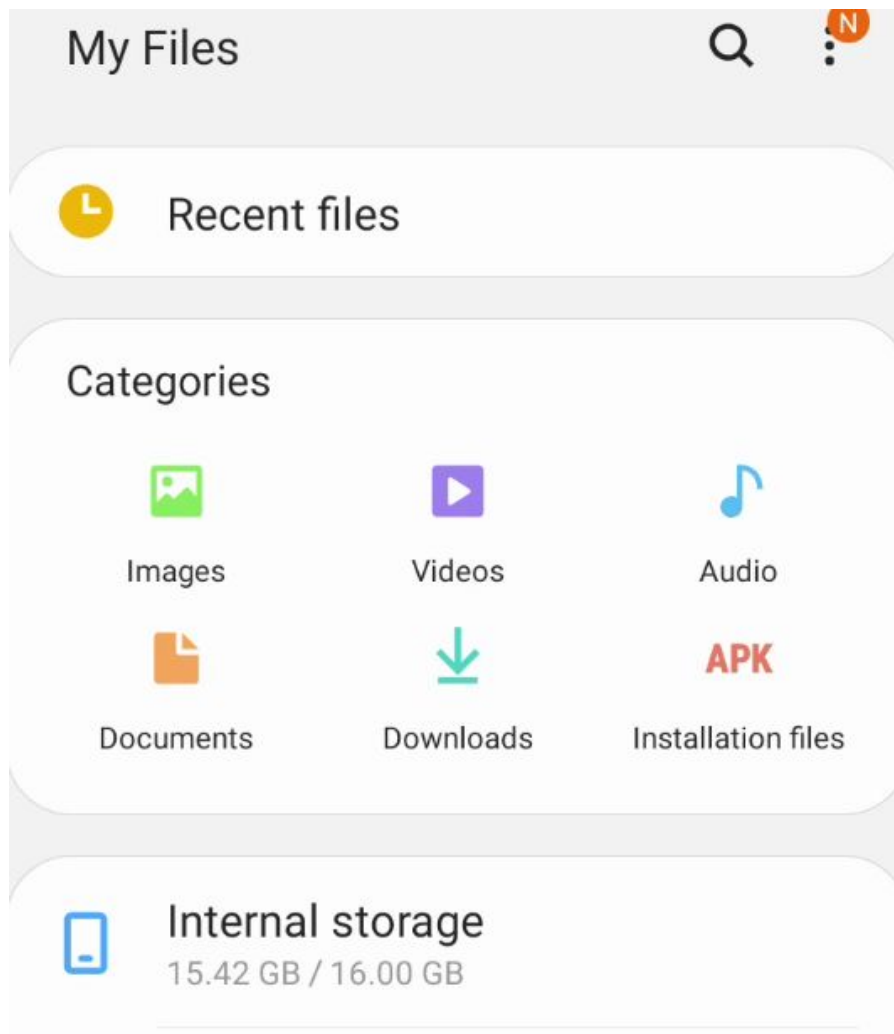 My Files
N
Recent files
Categories
Images
Videos
Audio
Documents
Downloads
APK
Installation files
Internal storage
15.42 GB / 16.00 GB